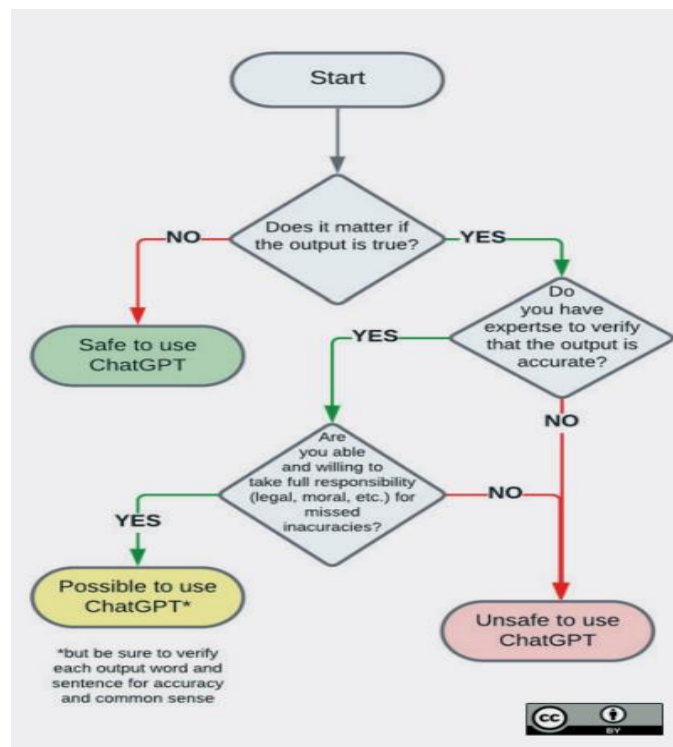 Start
Does it matter if
the output is true?
NO
YES
Safe to use
ChatGPT
Do
you have
expertse to verify
that the output is
accurate?
YES
NO
Are
you able
and willing to
take full responsibility
(legal, moral, etc.) for
missed
inacuracies?
YES
NO
Possible to use
ChatGPT*
*but be sure to verify
each output word and
sentence for accuracy
and common sense
Unsafe to use
ChatGPT
cc
BY